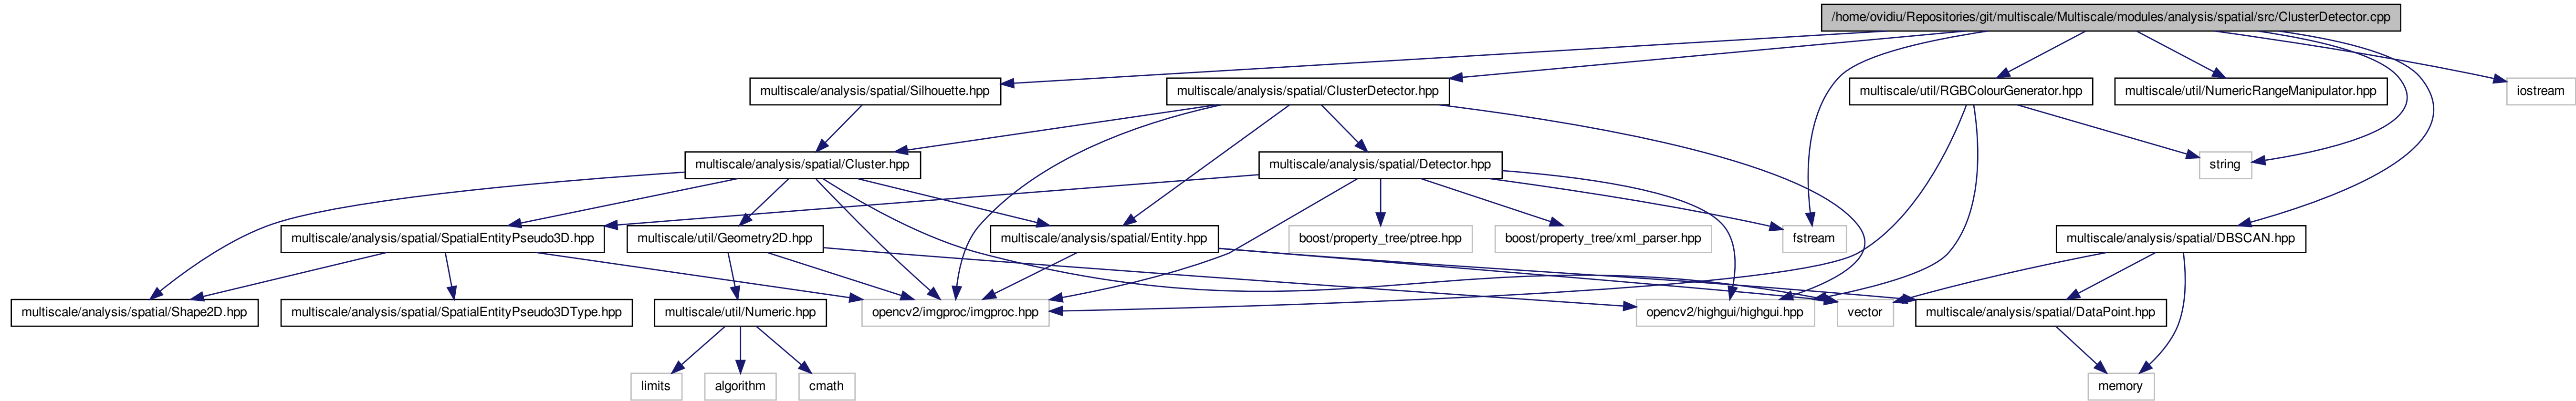 /home/ovidiu/Repositories/git/multiscale/Multiscale/modules/analysis/spatial/src/ClusterDetector.cpp
multiscale/analysis/spatial/Silhouette.hpp
multiscale/analysis/spatial/ClusterDetector.hpp
multiscale/util/RGBColourGenerator.hpp
multiscale/util/NumericRangeManipulator.hpp
iostream
multiscale/analysis/spatial/Cluster.hpp
multiscale/analysis/spatial/Detector.hpp
string
multiscale/analysis/spatial/SpatialEntityPseudo3D.hpp
multiscale/util/Geometry2D.hpp
multiscale/analysis/spatial/Entity.hpp
boost/property_tree/ptree.hpp
boost/property_tree/xml_parser.hpp
fstream
multiscale/analysis/spatial/DBSCAN.hpp
multiscale/analysis/spatial/Shape2D.hpp
multiscale/analysis/spatial/SpatialEntityPseudo3DType.hpp
multiscale/util/Numeric.hpp
opencv2/imgproc/imgproc.hpp
opencv2/highgui/highgui.hpp
vector
multiscale/analysis/spatial/DataPoint.hpp
limits
algorithm
cmath
memory